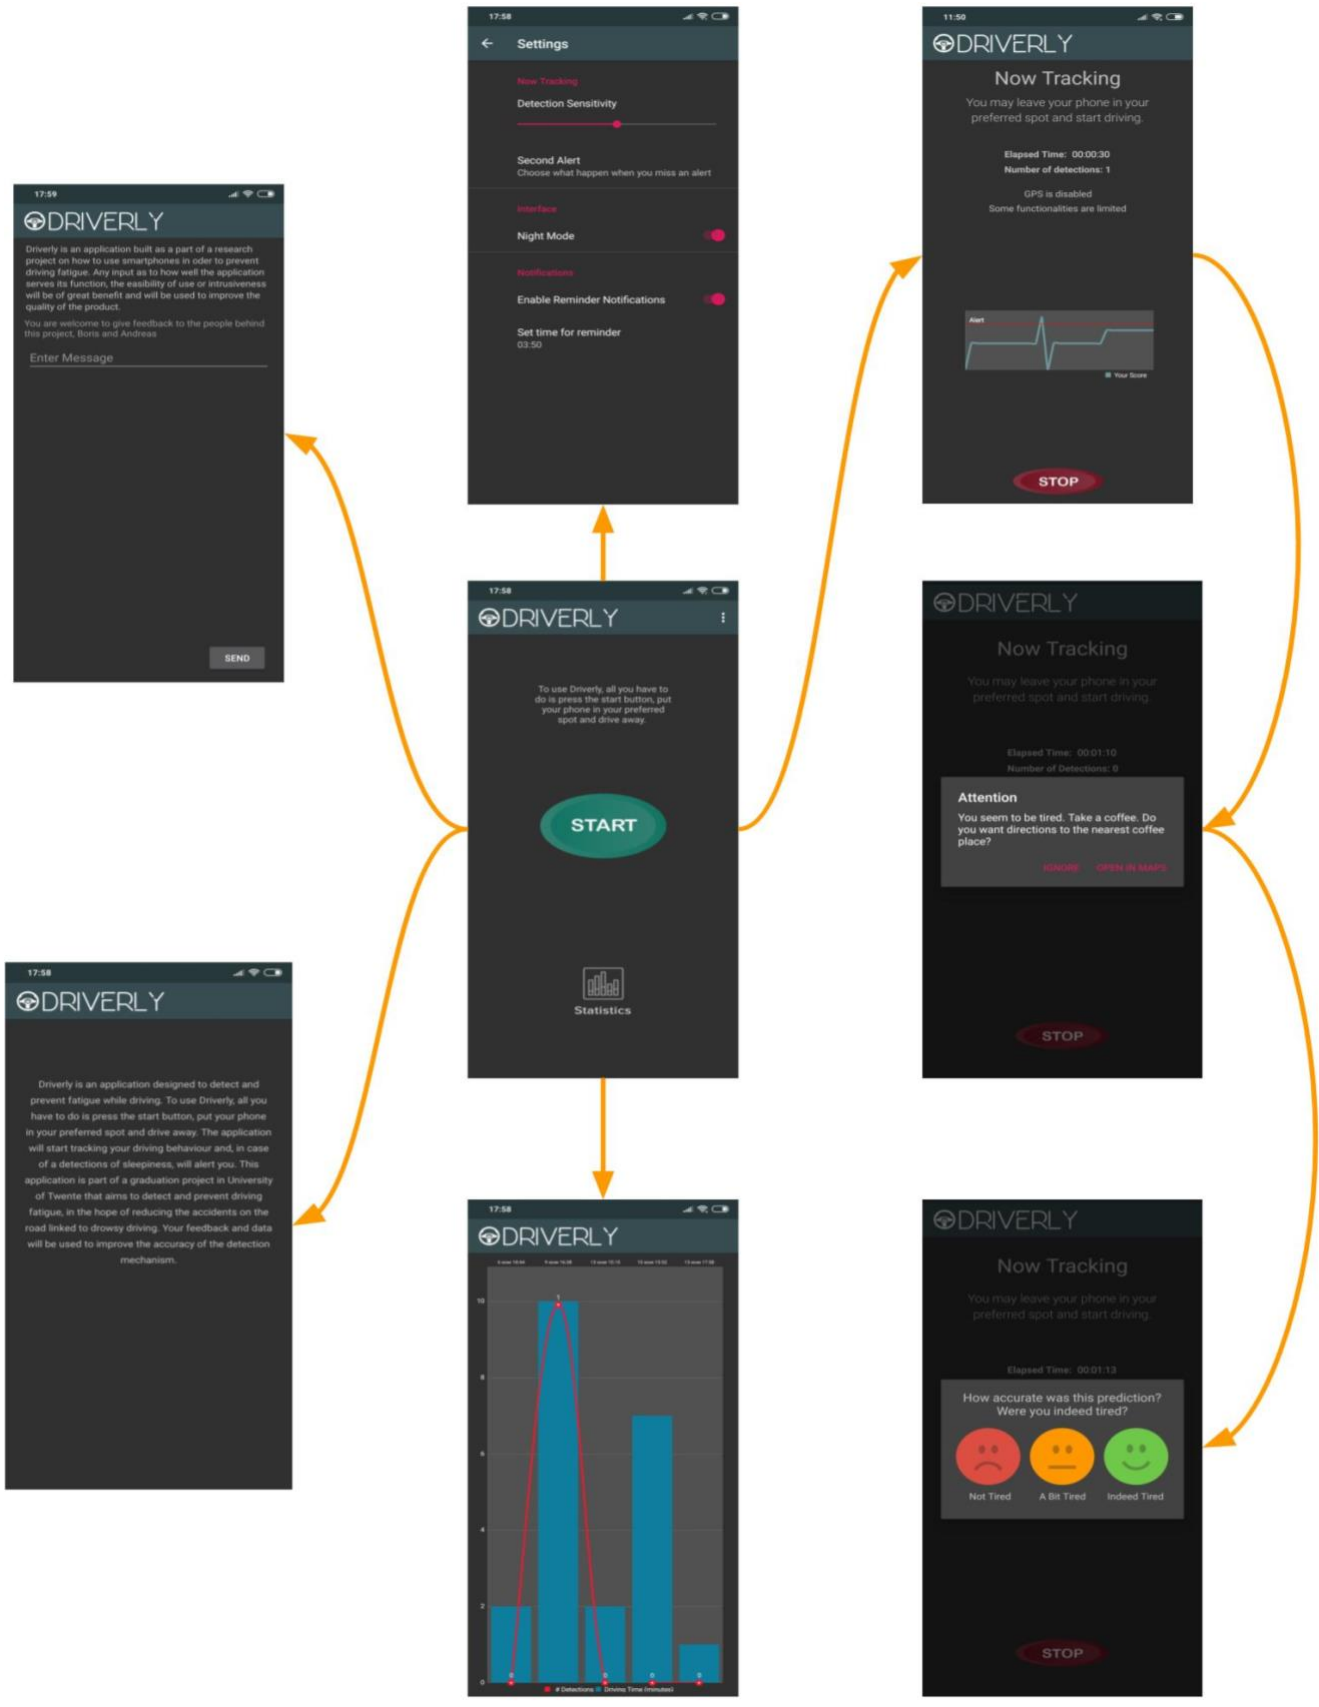 17:58
Settings
Now Tracking
Detection Sensitivity
Second Alert
Choose what happen when you miss an alert
Interface
Night Mode
Notifications
Enable Reminder Notifications
Set time for reminder
03:50
11:50
DRIVERLY
Now Tracking
You may leave your phone in your
preferred spot and start driving.
Elapsed Time: 00:00:30
Number of detections: 1
GPS is disabled
Some functionalities are limited
Alert
Your Score
STOP
17:59
DRIVERLY
Driverly is an application built as a part of a research
project on how to use smartphones in oder to prevent
driving fatigue. Any input as to how well the application
serves its function, the easibility of use or intrusiveness
will be of great benefit and will be used to improve the
quality of the product.
You are welcome to give feedback to the people behind
this project, Boris and Andreas
Enter Message
SEND
17:58
DRIVERLY
To use Driverly, all you have to
do is press the start button, put
your phone in your preferred
spot and drive away.
START
Statistics
DRIVERLY
Now Tracking
You may leave your phone in your
preferred spot and start driving.
Elapsed Time: 00:01:10
Number of Detections: 0
Attention
You seem to be tired. Take a coffee. Do
you want directions to the nearest coffee
place?
IGNORE OPEN IN MAPS
STOP
17:58
DRIVERLY
Driverly is an application designed to detect and
prevent fatigue while driving. To use Driverly, all you
have to do is press the start button, put your phone
in your preferred spot and drive away. The application
will start tracking your driving behaviour and, in case
of a detections of sleepiness, will alert you. This
application is part of a graduation project in University
of Twente that aims to detect and prevent driving
fatigue, in the hope of reducing the accidents on the
road linked to drowsy driving. Your feedback and data
will be used to improve the accuracy of the detection
mechanism.
17:58
DRIVERLY
10
1
8
6
4
2
0
0 0 0 0
# Detections Driving Time (minutes)
DRIVERLY
Now Tracking
You may leave your phone in your
preferred spot and start driving.
Elapsed Time: 00:01:13
How accurate was this prediction?
Were you indeed tired?
Not Tired A Bit Tired Indeed Tired
STOP